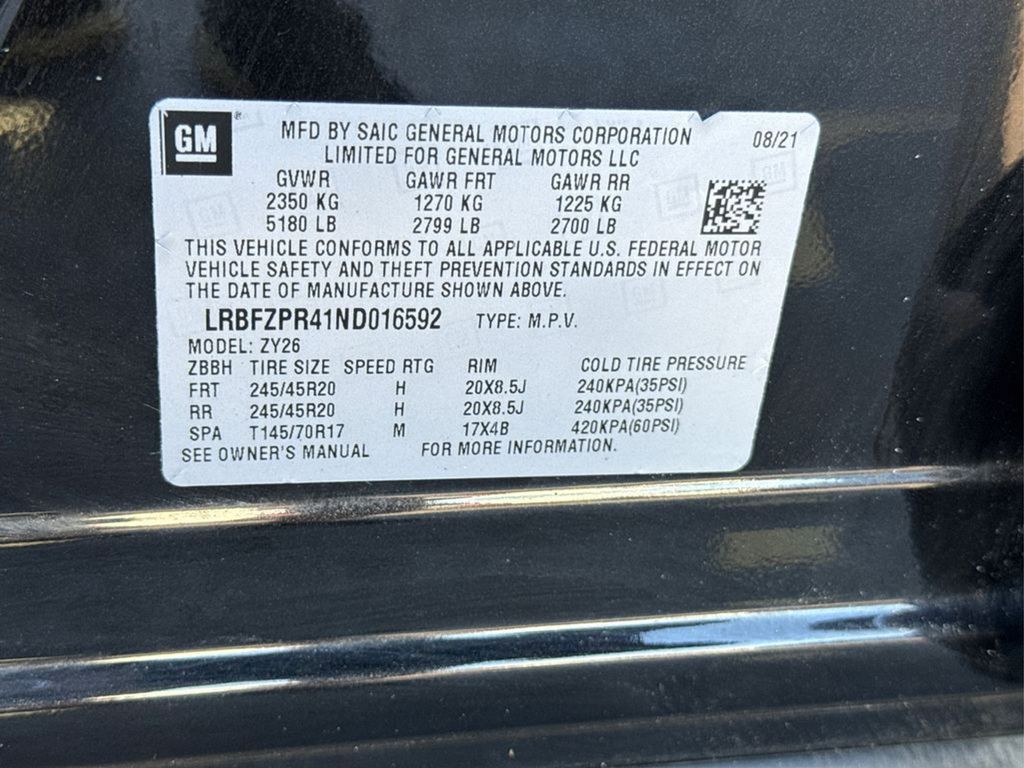 GM
MFD BY SAIC GENERAL MOTORS CORPORATION 08/21
LIMITED FOR GENERAL MOTORS LLC
GVWR GAWR FRT GAWR RR
2350 KG 1270 KG 1225 KG
5180 LB 2799 LB 2700 LB
THIS VEHICLE CONFORMS TO ALL APPLICABLE U.S. FEDERAL MOTOR
VEHICLE SAFETY AND THEFT PREVENTION STANDARDS IN EFFECT ON
THE DATE OF MANUFACTURE SHOWN ABOVE.
LRBFZPR41ND016592 TYPE: M.P.V.
MODEL: ZY26
ZBBH TIRE SIZE SPEED RTG RIM COLD TIRE PRESSURE
FRT 245/45R20 H 20X8.5J 240KPA(35PSI)
RR 245/45R20 H 20X8.5J 240KPA(35PSI)
SPA T145/70R17 M 17X4B 420KPA(60PSI)
SEE OWNER'S MANUAL FOR MORE INFORMATION.